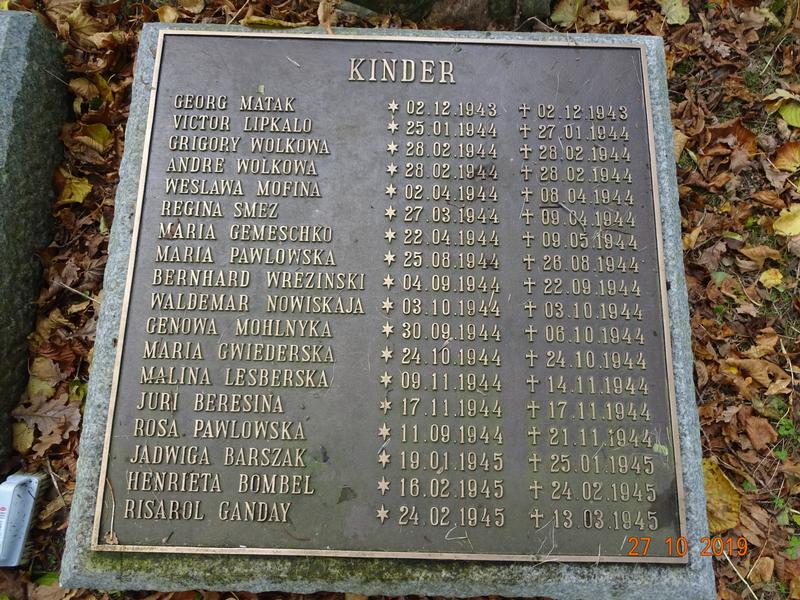 KINDER
GEORG MATAK * 02.12.1943 ✝ 02.12.1943
VICTOR LIPKALO * 25.01.1944 ✝ 27.01.1944
GRIGORY WOLKOWA * 28.02.1944 ✝ 28.02.1944
ANDRE WOLKOWA * 28.02.1944 ✝ 28.02.1944
WESLAWA MOFINA * 02.04.1944 ✝ 08.04.1944
REGINA SMEZ * 27.03.1944 ✝ 09.04.1944
MARIA GEMESCHKO * 22.04.1944 ✝ 09.05.1944
MARIA PAWLOWSKA * 25.08.1944 ✝ 26.08.1944
BERNHARD WREZINSKI * 04.09.1944 ✝ 22.09.1944
WALDEMAR NOWISKAJA * 03.10.1944 ✝ 03.10.1944
GENOWA MOHLNYKA * 30.09.1944 ✝ 06.10.1944
MARIA GWIEDERSKA * 24.10.1944 ✝ 24.10.1944
MALINA LESBERSKA * 09.11.1944 ✝ 14.11.1944
JURI BERESINA * 17.11.1944 ✝ 17.11.1944
ROSA PAWLOWSKA * 11.09.1944 ✝ 21.11.1944
JADWIGA BARSZAK * 19.01.1945 ✝ 25.01.1945
HENRIETA BOMBEL * 16.02.1945 ✝ 24.02.1945
RISAROL GANDAY * 24.02.1945 ✝ 13.03.1945
27 10 2019